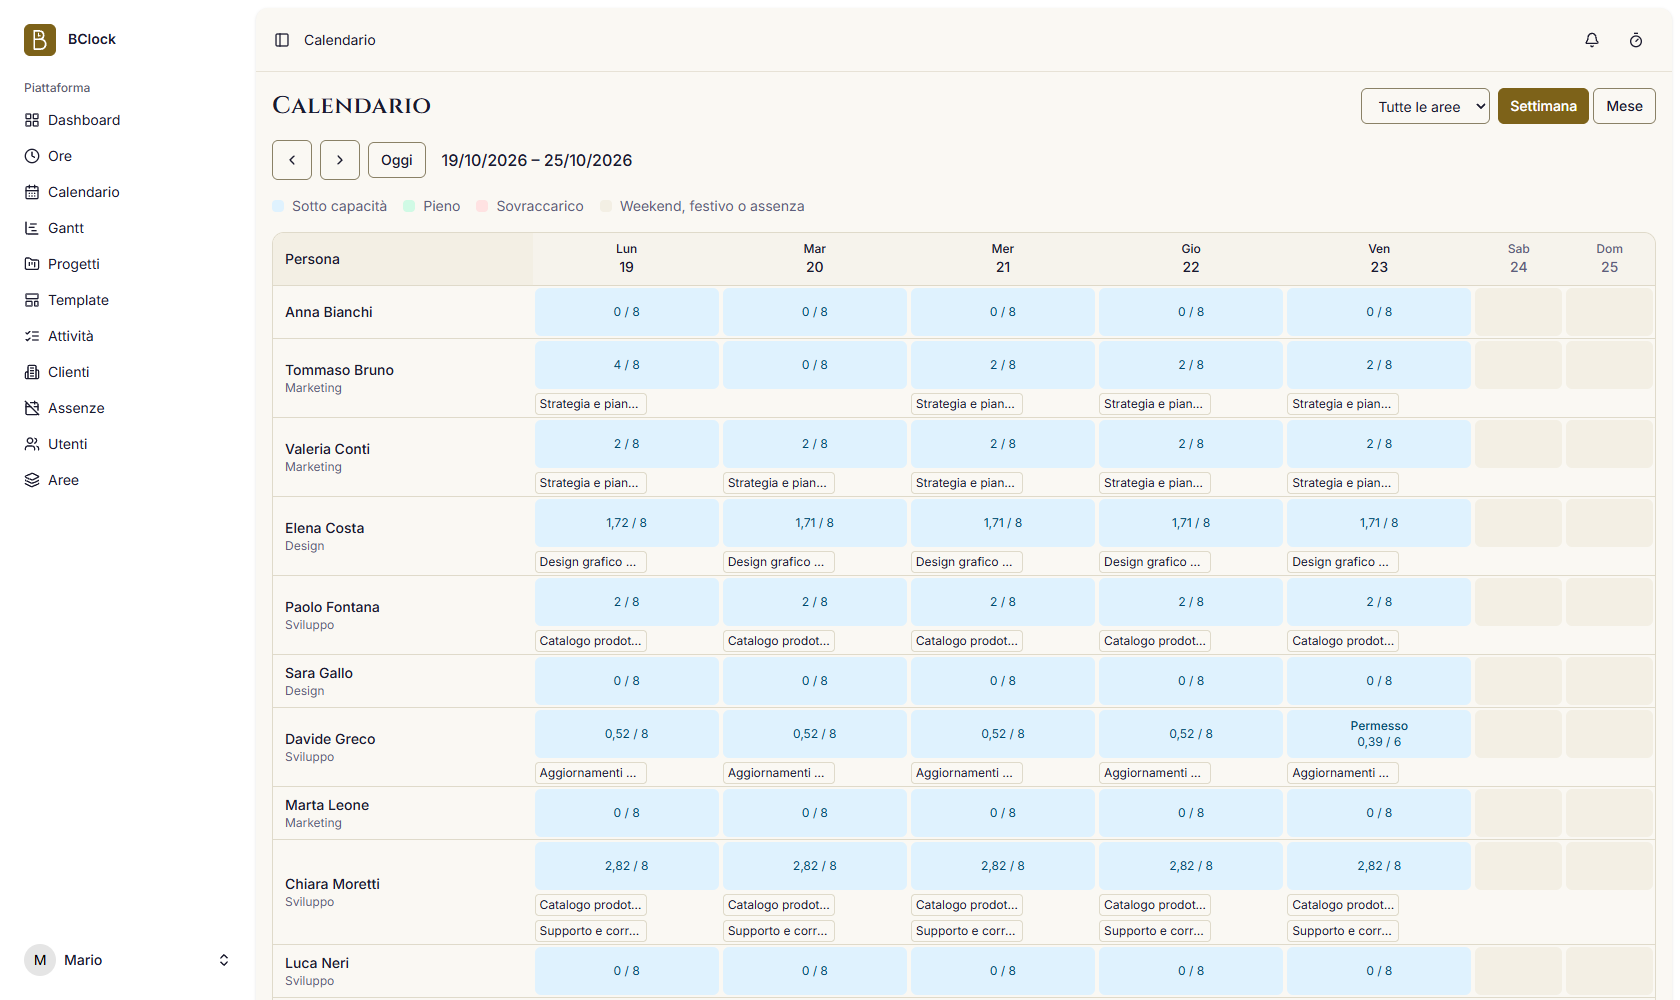 BClock
Piattaforma
Dashboard
Ore
Calendario
Gantt
Progetti
Template
Attività
Clienti
Assenze
Utenti
Aree
M Mario
Calendario
Calendario
Tutte le aree Settimana Mese
Oggi 19/10/2026 – 25/10/2026
Sotto capacità Pieno Sovraccarico Weekend, festivo o assenza
Persona Lun 19 Mar 20 Mer 21 Gio 22 Ven 23 Sab 24 Dom 25
Anna Bianchi 0 / 8 0 / 8 0 / 8 0 / 8 0 / 8
Tommaso Bruno 4 / 8 0 / 8 2 / 8 2 / 8 2 / 8
Marketing
Strategia e pian... Strategia e pian... Strategia e pian... Strategia e pian...
Valeria Conti 2 / 8 2 / 8 2 / 8 2 / 8 2 / 8
Marketing
Strategia e pian... Strategia e pian... Strategia e pian... Strategia e pian... Strategia e pian...
Elena Costa 1,72 / 8 1,71 / 8 1,71 / 8 1,71 / 8 1,71 / 8
Design
Design grafico ... Design grafico ... Design grafico ... Design grafico ... Design grafico ...
Paolo Fontana 2 / 8 2 / 8 2 / 8 2 / 8 2 / 8
Sviluppo
Catalogo prodot... Catalogo prodot... Catalogo prodot... Catalogo prodot... Catalogo prodot...
Sara Gallo 0 / 8 0 / 8 0 / 8 0 / 8 0 / 8
Design
Davide Greco 0,52 / 8 0,52 / 8 0,52 / 8 0,52 / 8 Permesso 0,39 / 6
Sviluppo
Aggiornamenti ... Aggiornamenti ... Aggiornamenti ... Aggiornamenti ... Aggiornamenti ...
Marta Leone 0 / 8 0 / 8 0 / 8 0 / 8 0 / 8
Marketing
Chiara Moretti 2,82 / 8 2,82 / 8 2,82 / 8 2,82 / 8 2,82 / 8
Sviluppo
Catalogo prodot... Catalogo prodot... Catalogo prodot... Catalogo prodot... Catalogo prodot...
Supporto e corr... Supporto e corr... Supporto e corr... Supporto e corr... Supporto e corr...
Luca Neri 0 / 8 0 / 8 0 / 8 0 / 8 0 / 8
Sviluppo